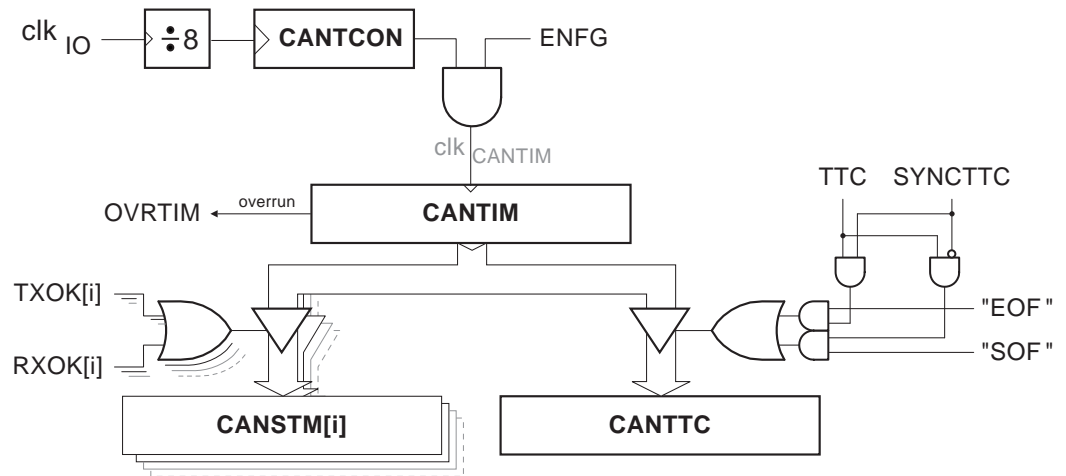 clk IO ÷8 CANTCON ENFG
clk CANTIM
TTC SYNCTTC
OVRTIM overrun CANTIM
TXOK[i] "EOF"
RXOK[i] "SOF"
CANSTM[i] CANTTC